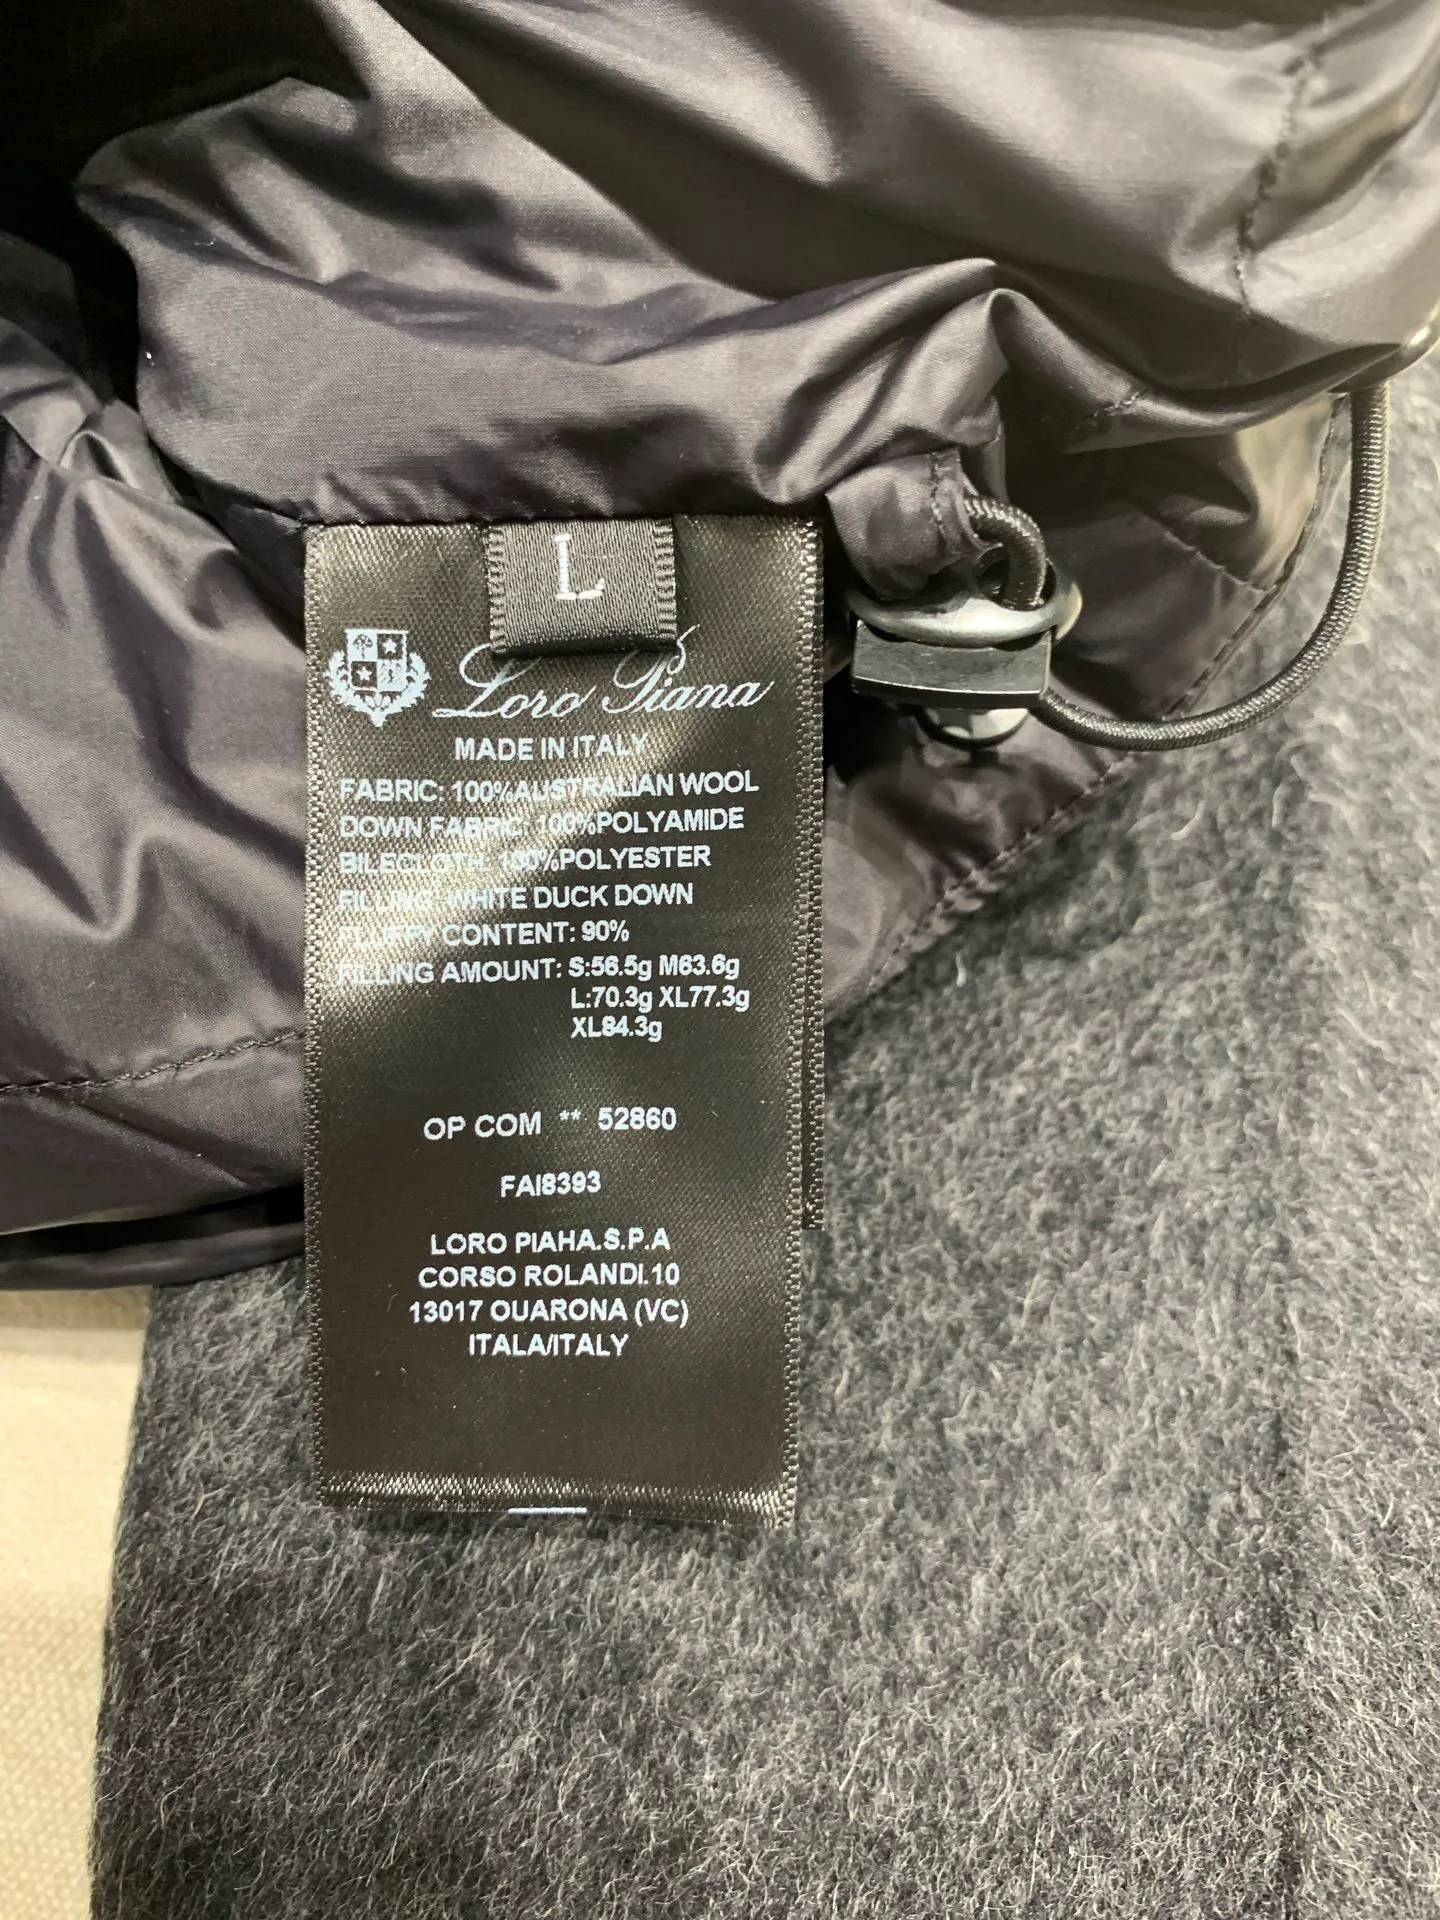 L
Loro Piana
MADE IN ITALY
FABRIC: 100%AUSTRALIAN WOOL
DOWN FABRIC: 100%POLYAMIDE
BILECLOTH: 100%POLYESTER
FILLING: WHITE DUCK DOWN
FLUFFY CONTENT: 90%
FILLING AMOUNT: S:56.5g M63.6g
L:70.3g XL77.3g
XL84.3g
OP COM ** 52860
FAI8393
LORO PIAHA.S.P.A
CORSO ROLANDI.10
13017 OUARONA (VC)
ITALA/ITALY